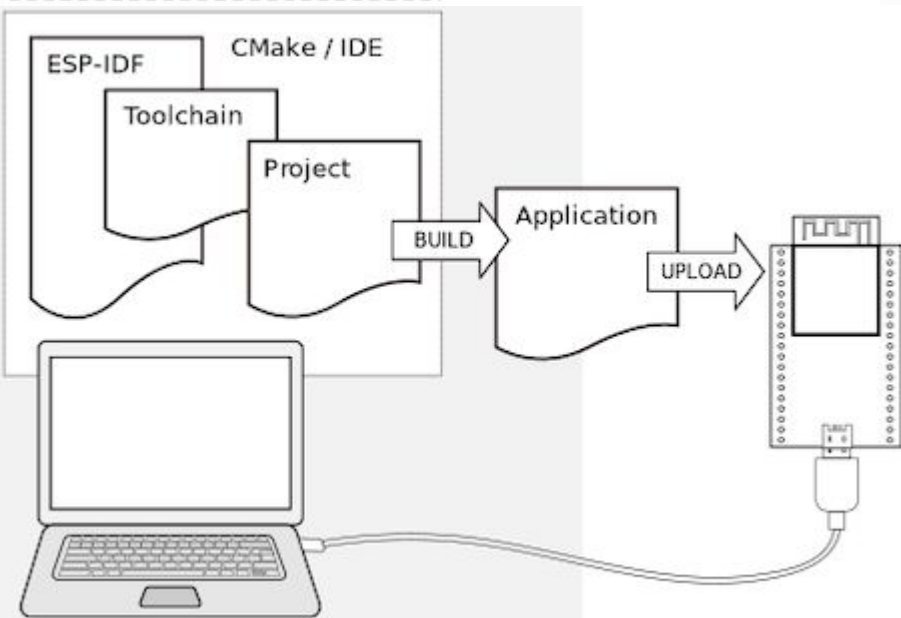 CMake / IDE
ESP-IDF
Toolchain
Project
BUILD
Application
UPLOAD